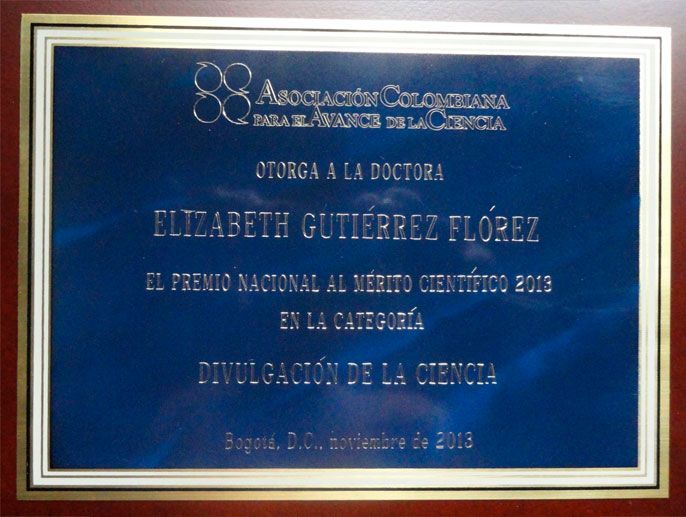 ASOCIACIÓN COLOMBIANA
PARA EL AVANCE DE LA CIENCIA
OTORGA A LA DOCTORA
ELIZABETH GUTIÉRREZ FLÓREZ
EL PREMIO NACIONAL AL MÉRITO CIENTÍFICO 2013
EN LA CATEGORÍA
DIVULGACIÓN DE LA CIENCIA
Bogotá, D.C., noviembre de 2013